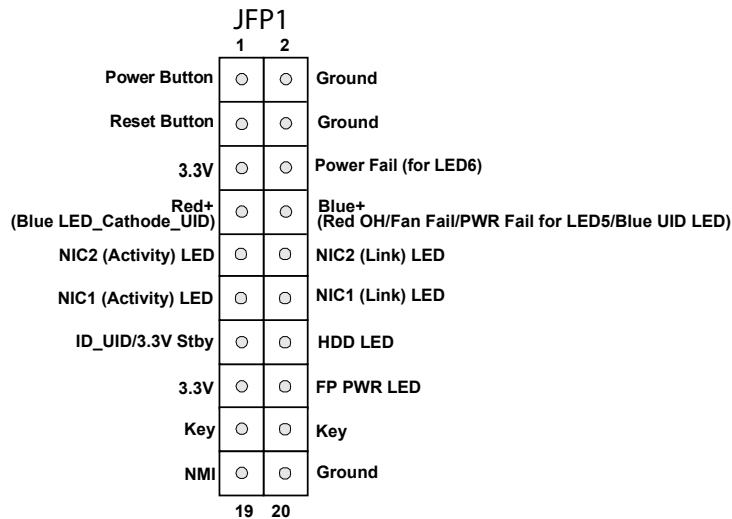 JFP1
1 2
Power Button Ground
Reset Button Ground
3.3V Power Fail (for LED6)
Red+ Blue+
(Blue LED_Cathode_UID) (Red OH/Fan Fail/PWR Fail for LED5/Blue UID LED)
NIC2 (Activity) LED NIC2 (Link) LED
NIC1 (Activity) LED NIC1 (Link) LED
ID_UID/3.3V Stby HDD LED
3.3V FP PWR LED
Key Key
NMI Ground
19 20